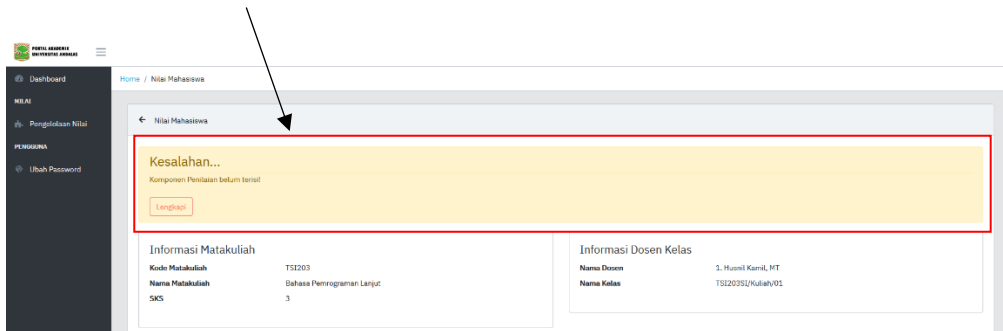 PORTAL AKADEMIK
UNIVERSITAS ANDALAS
Dashboard
NILAI
Pengelolaan Nilai
PENGGUNA
Ubah Password
Home / Nilai Mahasiswa
Nilai Mahasiswa
Kesalahan...
Komponen Penilaian belum terisi!
Lengkapi
Informasi Matakuliah
Kode Matakuliah TSI203
Nama Matakuliah Bahasa Pemrograman Lanjut
SKS 3
Informasi Dosen Kelas
Nama Dosen 1. Husnil Kamil, MT
Nama Kelas TSI203SI/Kuliah/01